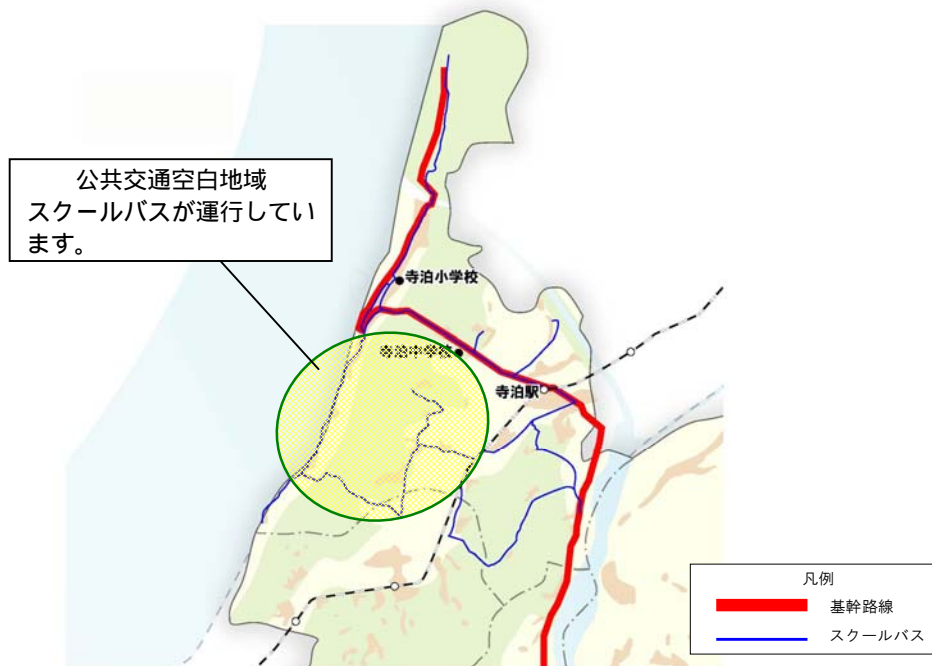 公共交通空白地域
スクールバスが運行してい
ます。
寺泊小学校
寺泊中学校
寺泊駅
凡例
基幹路線
スクールバス